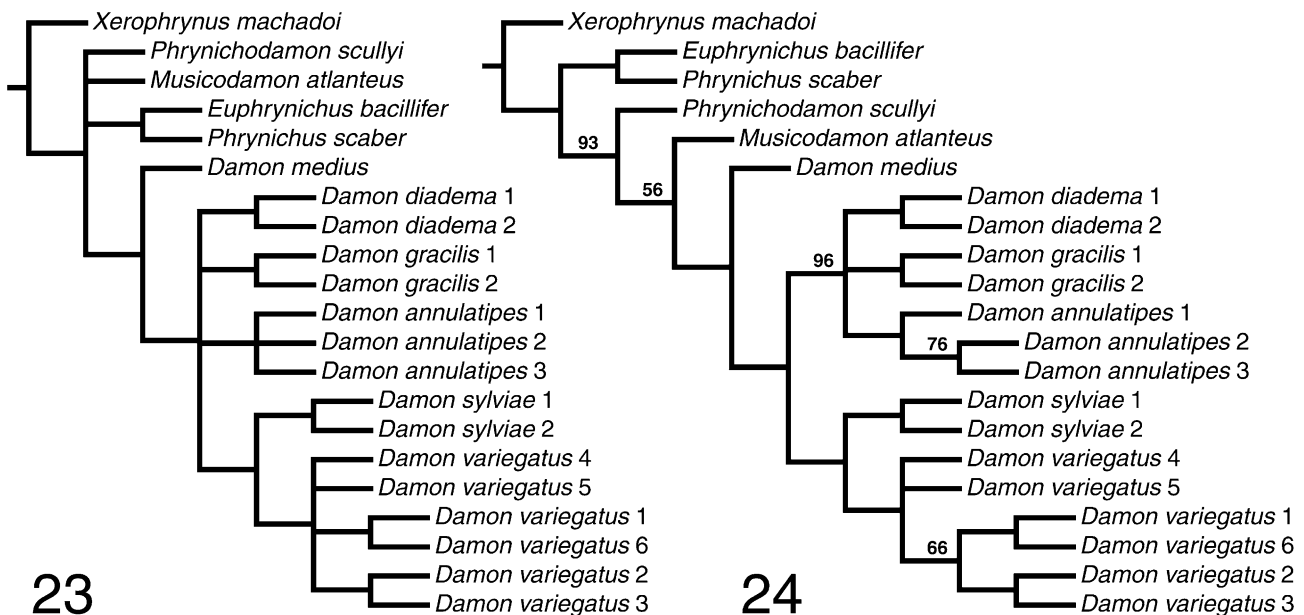 Xerophrynus machadoi
Phrynichodamon scullyi
Musicodamon atlanteus
Euphrynichus bacillifer
Phrynichus scaber
Damon medius
Damon diadema 1
Damon diadema 2
Damon gracilis 1
Damon gracilis 2
Damon annulatipes 1
Damon annulatipes 2
Damon annulatipes 3
Damon sylviae 1
Damon sylviae 2
Damon variegatus 4
Damon variegatus 5
Damon variegatus 1
Damon variegatus 6
Damon variegatus 2
Damon variegatus 3
23
Xerophrynus machadoi
Euphrynichus bacillifer
Phrynichus scaber
Phrynichodamon scullyi
93
Musicodamon atlanteus
Damon medius
56
Damon diadema 1
Damon diadema 2
Damon gracilis 1
96
Damon gracilis 2
Damon annulatipes 1
76
Damon annulatipes 2
Damon annulatipes 3
Damon sylviae 1
Damon sylviae 2
Damon variegatus 4
Damon variegatus 5
Damon variegatus 1
66
Damon variegatus 6
Damon variegatus 2
Damon variegatus 3
24